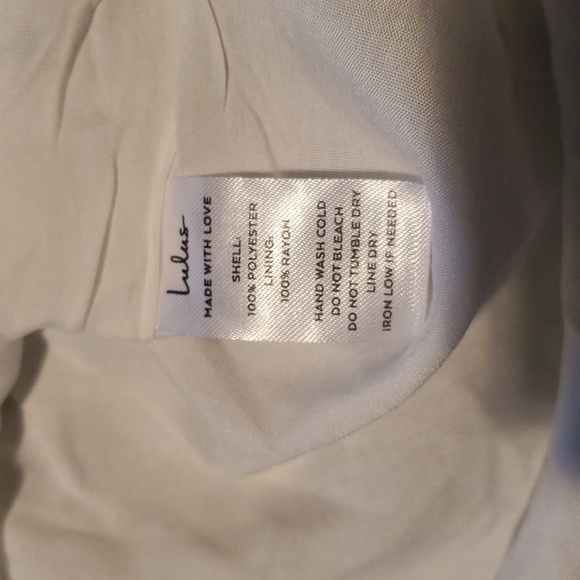 Lulus
MADE WITH LOVE
SHELL:
100% POLYESTER
LINING:
100% RAYON
HAND WASH COLD
DO NOT BLEACH
DO NOT TUMBLE DRY
LINE DRY
IRON LOW IF NEEDED